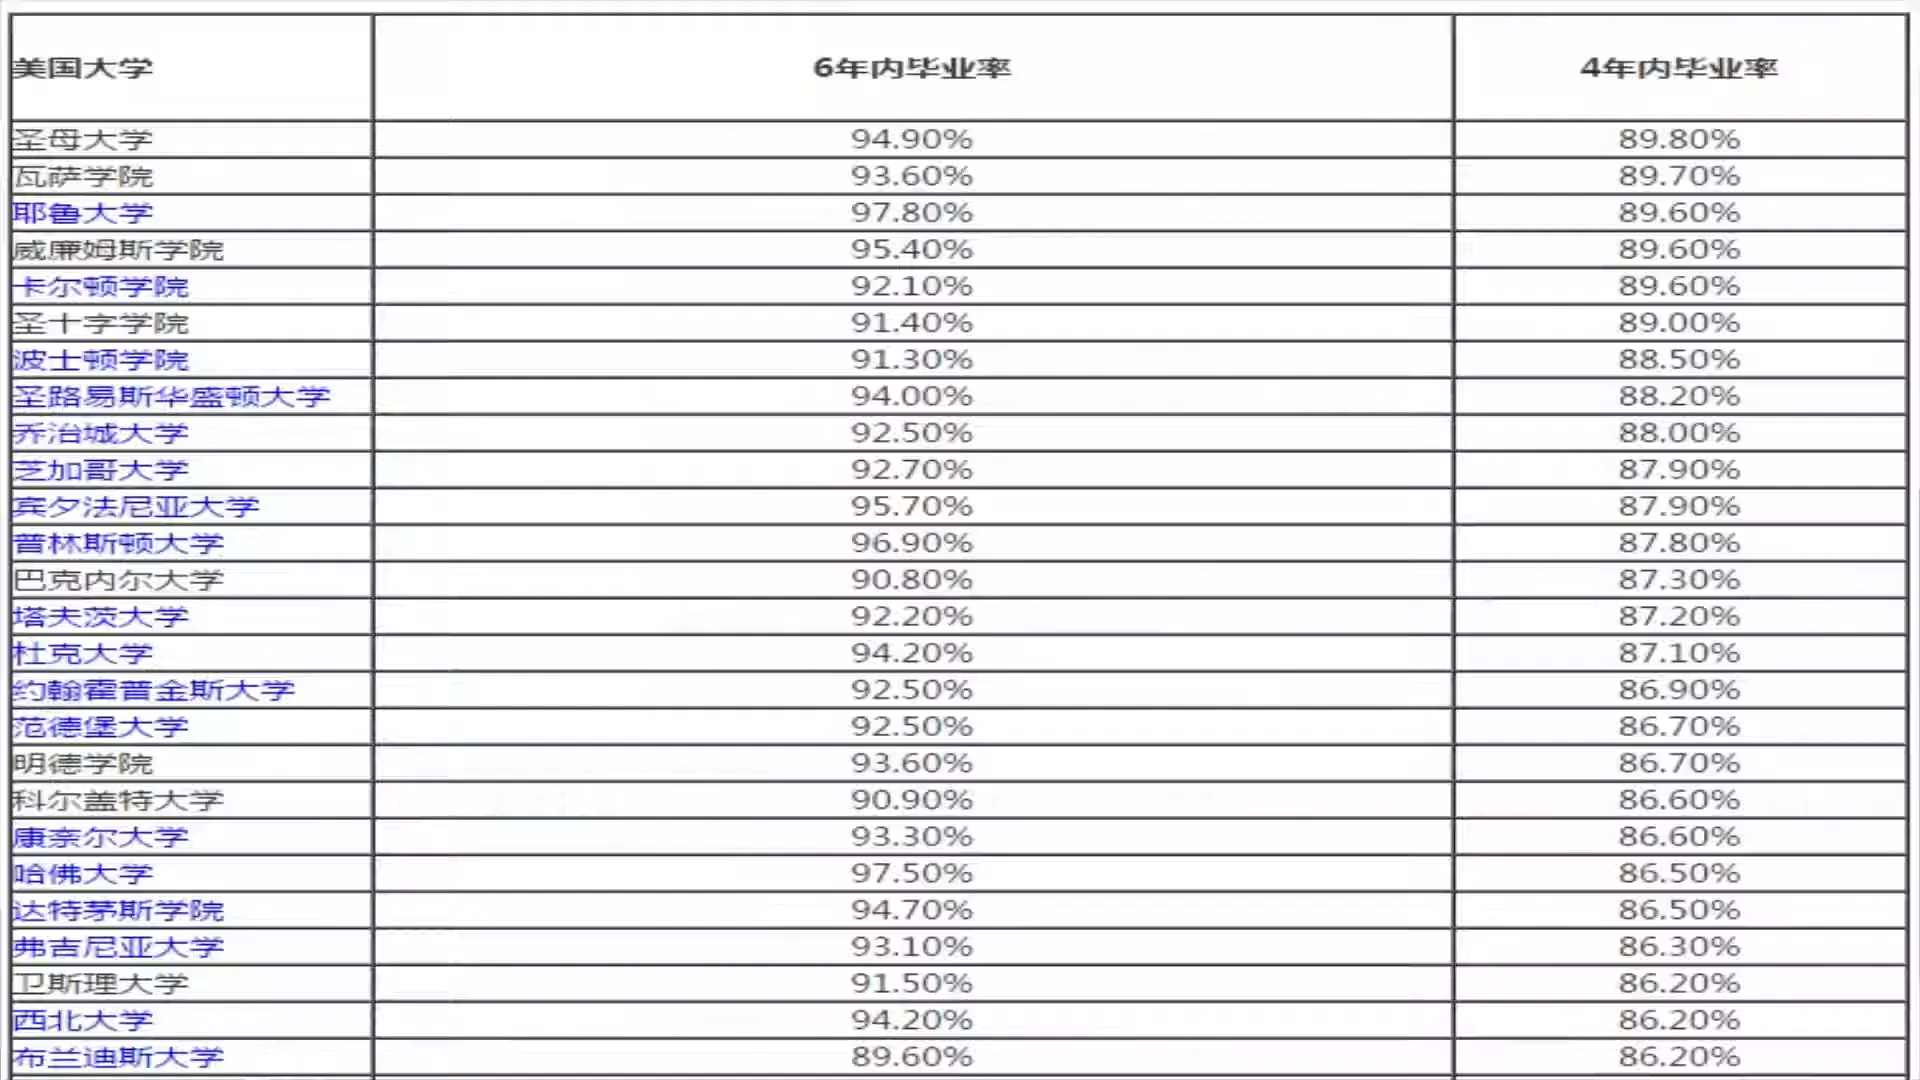 美国大学 6年内毕业率 4年内毕业率
圣母大学 94.90% 89.80%
瓦萨学院 93.60% 89.70%
耶鲁大学 97.80% 89.60%
威廉姆斯学院 95.40% 89.60%
卡尔顿学院 92.10% 89.60%
圣十字学院 91.40% 89.00%
波士顿学院 91.30% 88.50%
圣路易斯华盛顿大学 94.00% 88.20%
乔治城大学 92.50% 88.00%
芝加哥大学 92.70% 87.90%
宾夕法尼亚大学 95.70% 87.90%
普林斯顿大学 96.90% 87.80%
巴克内尔大学 90.80% 87.30%
塔夫茨大学 92.20% 87.20%
杜克大学 94.20% 87.10%
约翰霍普金斯大学 92.50% 86.90%
范德堡大学 92.50% 86.70%
明德学院 93.60% 86.70%
科尔盖特大学 90.90% 86.60%
康奈尔大学 93.30% 86.60%
哈佛大学 97.50% 86.50%
达特茅斯学院 94.70% 86.50%
弗吉尼亚大学 93.10% 86.30%
卫斯理大学 91.50% 86.20%
西北大学 94.20% 86.20%
布兰迪斯大学 89.60% 86.20%